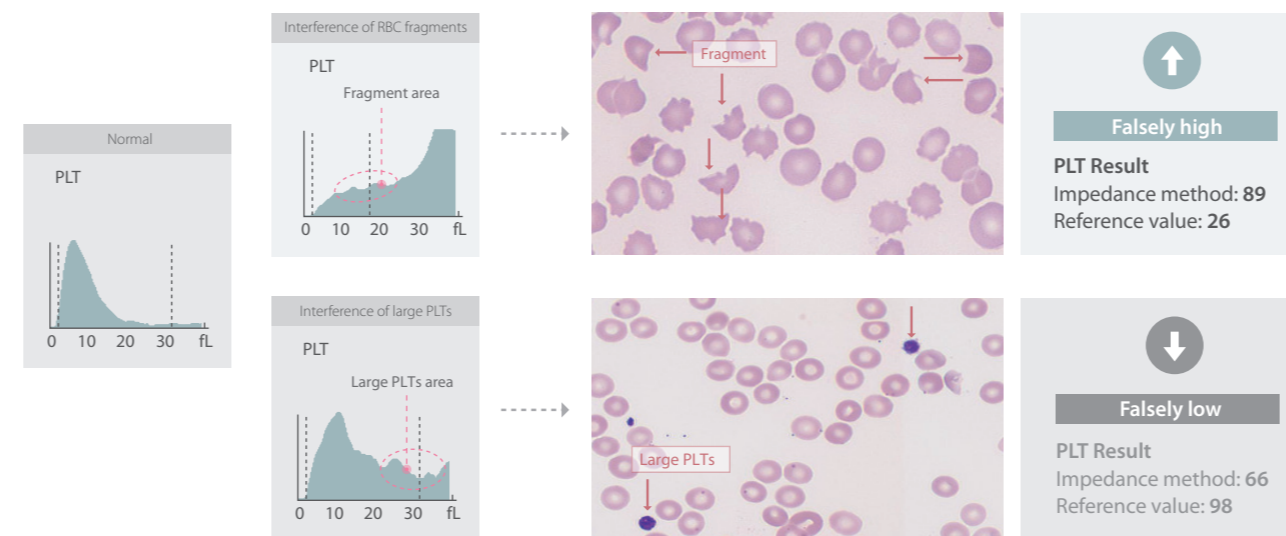 Normal
PLT
0 10 20 30 fL
Interference of RBC fragments
PLT
Fragment area
0 10 20 30 fL
Fragment
Falsely high
PLT Result
Impedance method: 89
Reference value: 26
Interference of large PLTs
PLT
Large PLTs area
0 10 20 30 fL
Large PLTs
Falsely low
PLT Result
Impedance method: 66
Reference value: 98